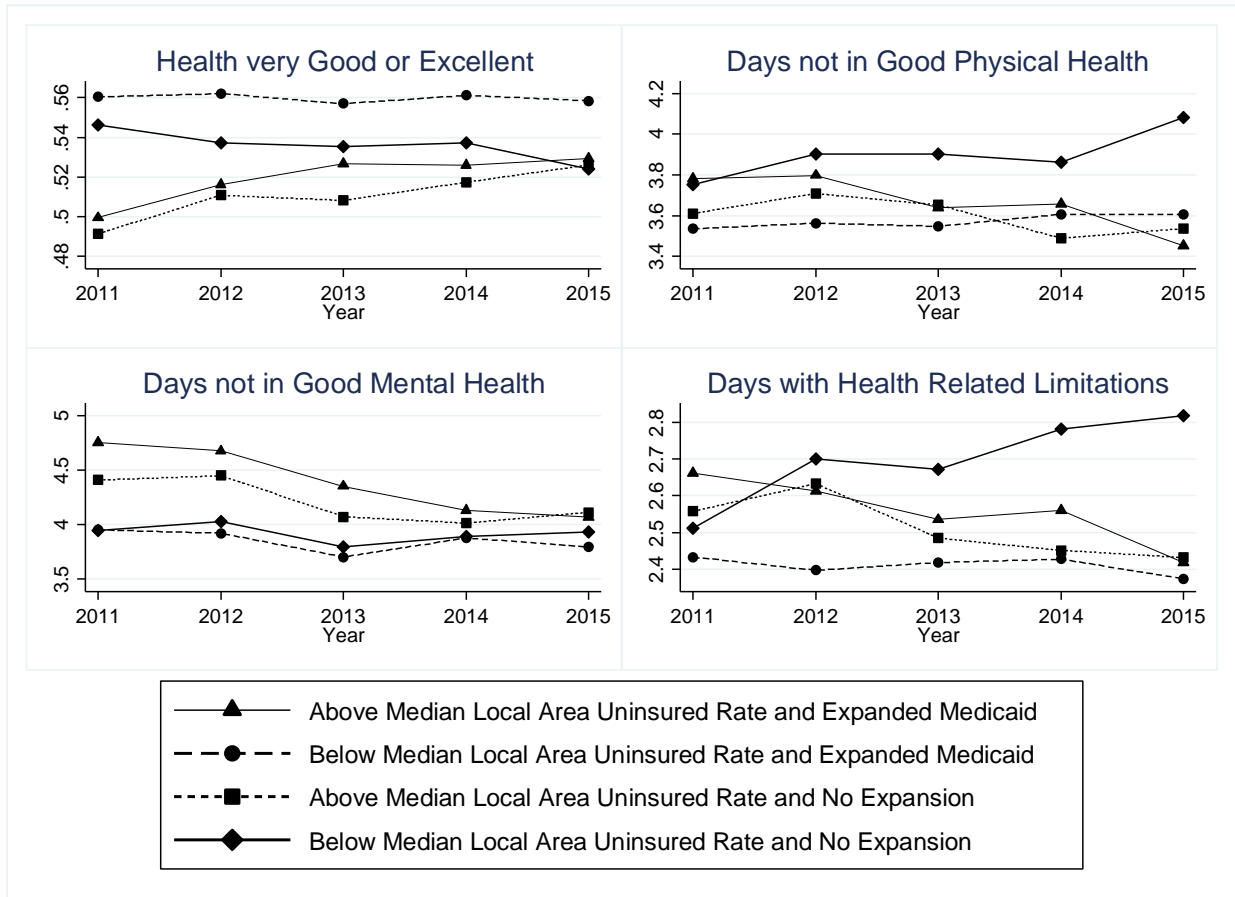 Health very Good or Excellent
.56
.54
.52
.5
.48
2011 2012 2013 2014 2015
Year
Days not in Good Physical Health
4.2
4
3.8
3.6
3.4
2011 2012 2013 2014 2015
Year
Days not in Good Mental Health
5
4.5
4
3.5
2011 2012 2013 2014 2015
Year
Days with Health Related Limitations
2.8
2.7
2.6
2.5
2.4
2011 2012 2013 2014 2015
Year
Above Median Local Area Uninsured Rate and Expanded Medicaid
Below Median Local Area Uninsured Rate and Expanded Medicaid
Above Median Local Area Uninsured Rate and No Expansion
Below Median Local Area Uninsured Rate and No Expansion